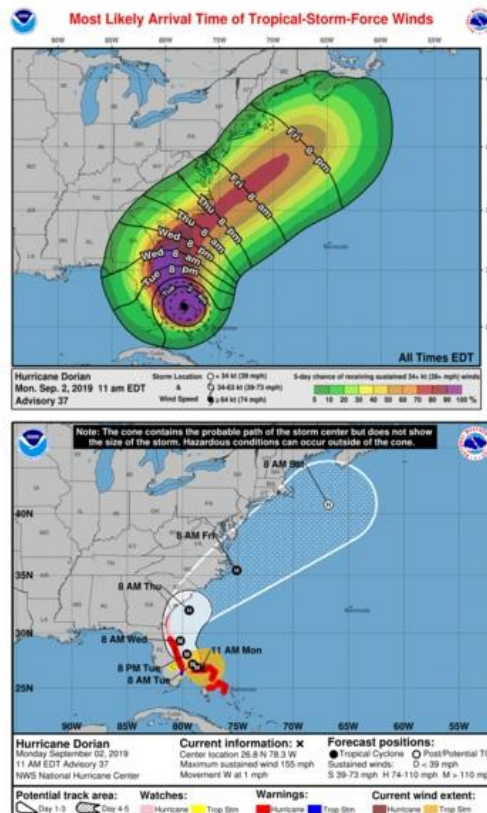 Most Likely Arrival Time of Tropical-Storm-Force Winds
90W 80W 70W 60W
Fri 8 pm
Fri 8 am
Thu 8 pm
Thu 8 am
Wed 8 pm
Wed 8 am
Tue 8 pm
Bermuda
All Times EDT
Hurricane Dorian
Mon. Sep. 2, 2019 11 am EDT
Advisory 37
Storm Location
&
Wind Speed
< 34 kt (39 mph)
34-63 kt (39-73 mph)
≥ 64 kt (74 mph)
5-day chance of receiving sustained 34+ kt (39+ mph) winds
5 10 20 30 40 50 60 70 80 90 100 %
Note: The cone contains the probable path of the storm center but does not show
the size of the storm. Hazardous conditions can occur outside of the cone.
8 AM Sat
40N
8 AM Fri
35N
8 AM Thu
Bermuda
30N
8 AM Wed
11 AM Mon
8 PM Tue
8 AM Tue
25N
90W 85W 80W 75W 70W 65W 60W 55W
Hurricane Dorian
Monday September 02, 2019
11 AM EDT Advisory 37
NWS National Hurricane Center
Current information: x
Center location 26.8 N 78.3 W
Maximum sustained wind 155 mph
Movement W at 1 mph
Forecast positions:
Tropical Cyclone Post/Potential TC
Sustained winds: D < 39 mph
S 39-73 mph H 74-110 mph M > 110 mph
Potential track area:
Day 1-3 Day 4-5
Watches:
Hurricane Trop Stm
Warnings:
Hurricane Trop Stm
Current wind extent:
Hurricane Trop Stm